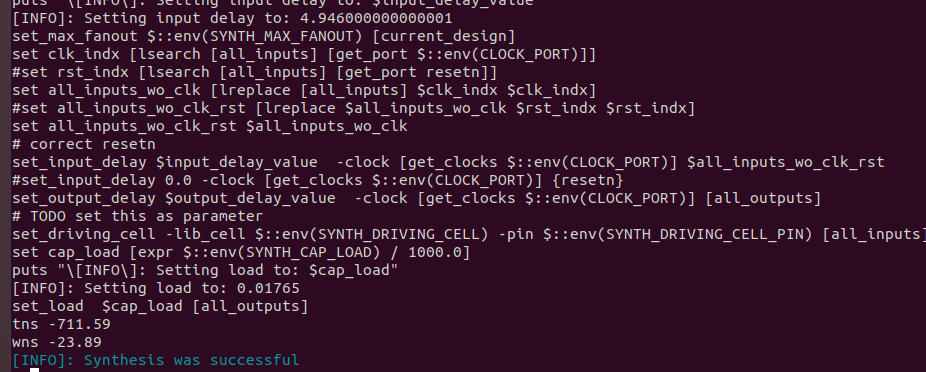 puts "\[INFO\]: Setting input delay to: $input_delay_value"
[INFO]: Setting input delay to: 4.946000000000001
set_max_fanout $::env(SYNTH_MAX_FANOUT) [current_design]
set clk_indx [lsearch [all_inputs] [get_port $::env(CLOCK_PORT)]]
#set rst_indx [lsearch [all_inputs] [get_port resetn]]
set all_inputs_wo_clk [lreplace [all_inputs] $clk_indx $clk_indx]
#set all_inputs_wo_clk_rst [lreplace $all_inputs_wo_clk $rst_indx $rst_indx]
set all_inputs_wo_clk_rst $all_inputs_wo_clk
# correct resetn
set_input_delay $input_delay_value  -clock [get_clocks $::env(CLOCK_PORT)] $all_inputs_wo_clk_rst
#set_input_delay 0.0 -clock [get_clocks $::env(CLOCK_PORT)] {resetn}
set_output_delay $output_delay_value  -clock [get_clocks $::env(CLOCK_PORT)] [all_outputs]
# TODO set this as parameter
set_driving_cell -lib_cell $::env(SYNTH_DRIVING_CELL) -pin $::env(SYNTH_DRIVING_CELL_PIN) [all_inputs]
set cap_load [expr $::env(SYNTH_CAP_LOAD) / 1000.0]
puts "\[INFO\]: Setting load to: $cap_load"
[INFO]: Setting load to: 0.01765
set_load  $cap_load [all_outputs]
tns -711.59
wns -23.89
[INFO]: Synthesis was successful